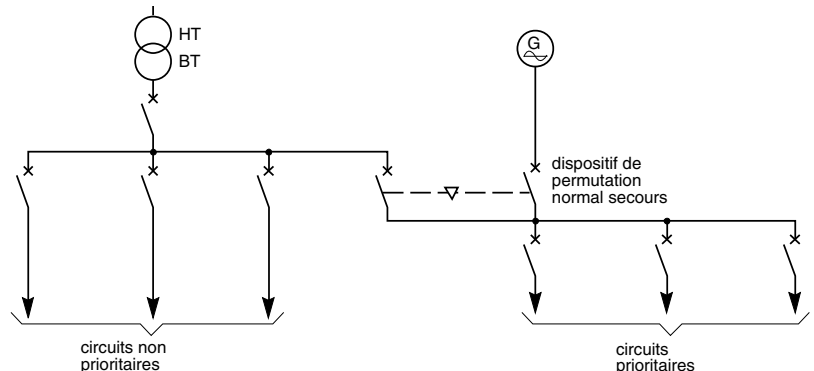 HT
BT
G
dispositif de
permutation
normal secours
circuits non
prioritaires
circuits
prioritaires